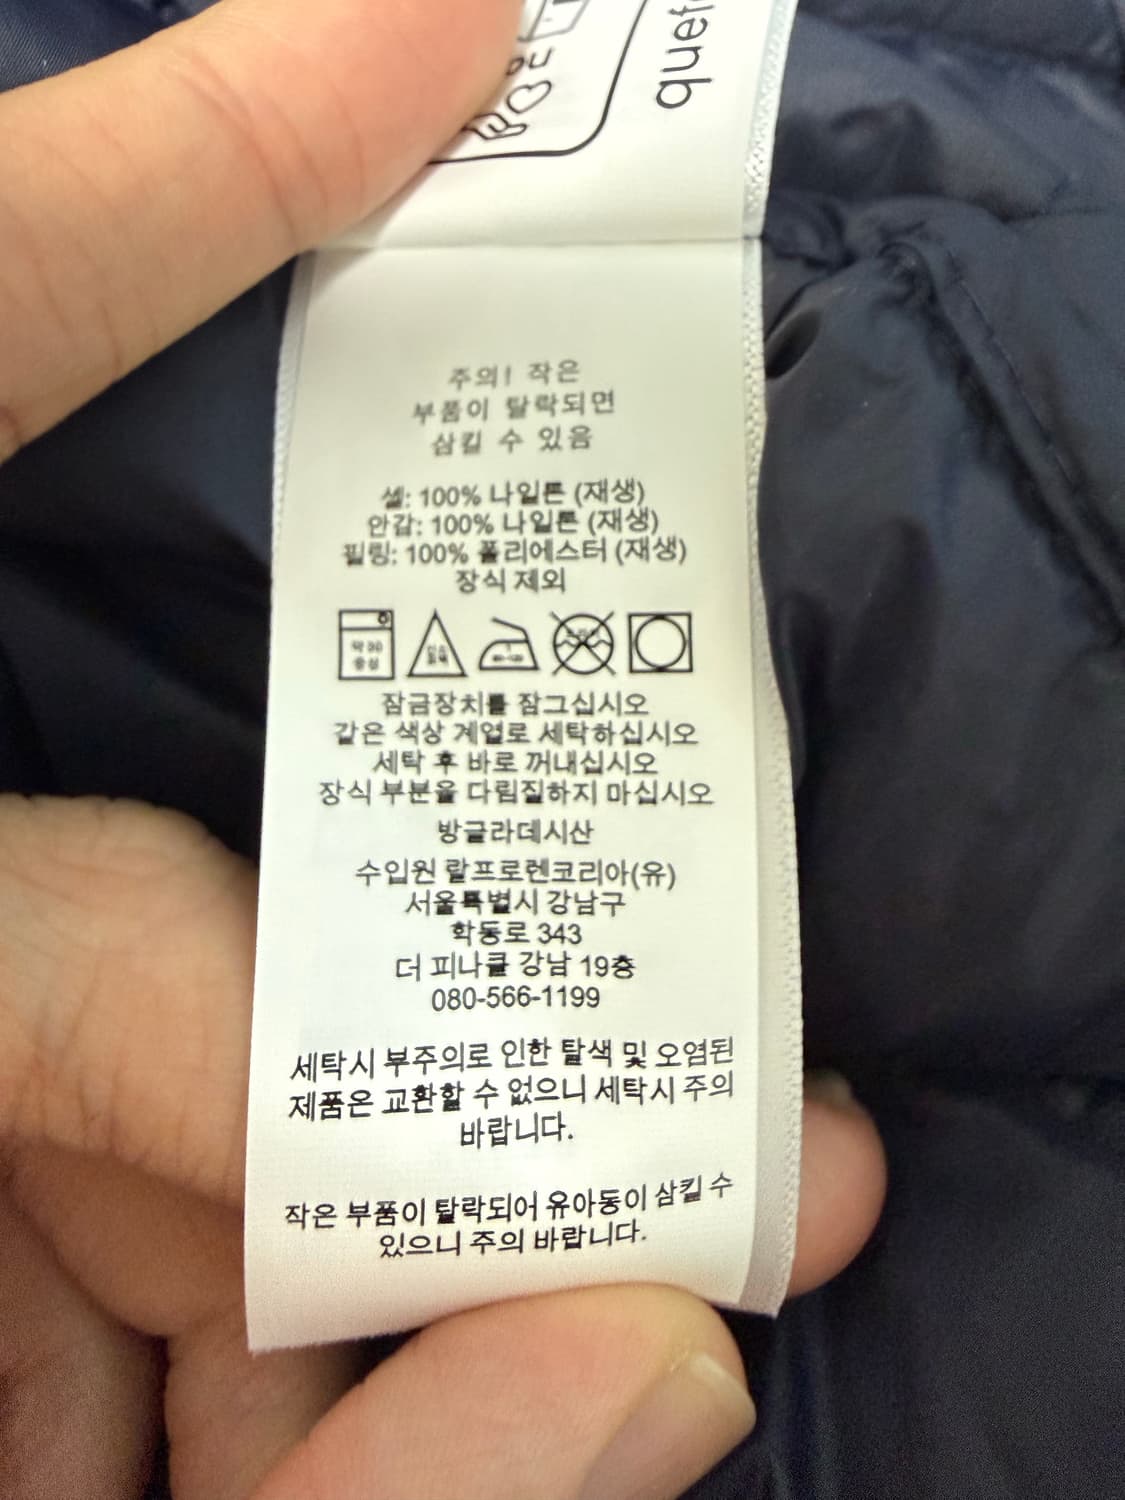 주의! 작은
부품이 탈락되면
삼킬 수 있음
셸: 100% 나일론 (재생)
안감: 100% 나일론 (재생)
필링: 100% 폴리에스터 (재생)
장식 제외
약 30
중성
잠금장치를 잠그십시오
같은 색상 계열로 세탁하십시오
세탁 후 바로 꺼내십시오
장식 부분을 다림질하지 마십시오
방글라데시산
수입원 랄프로렌코리아(유)
서울특별시 강남구
학동로 343
더 피나클 강남 19층
080-566-1199
세탁시 부주의로 인한 탈색 및 오염된
제품은 교환할 수 없으니 세탁시 주의
바랍니다.
작은 부품이 탈락되어 유아동이 삼킬 수
있으니 주의 바랍니다.